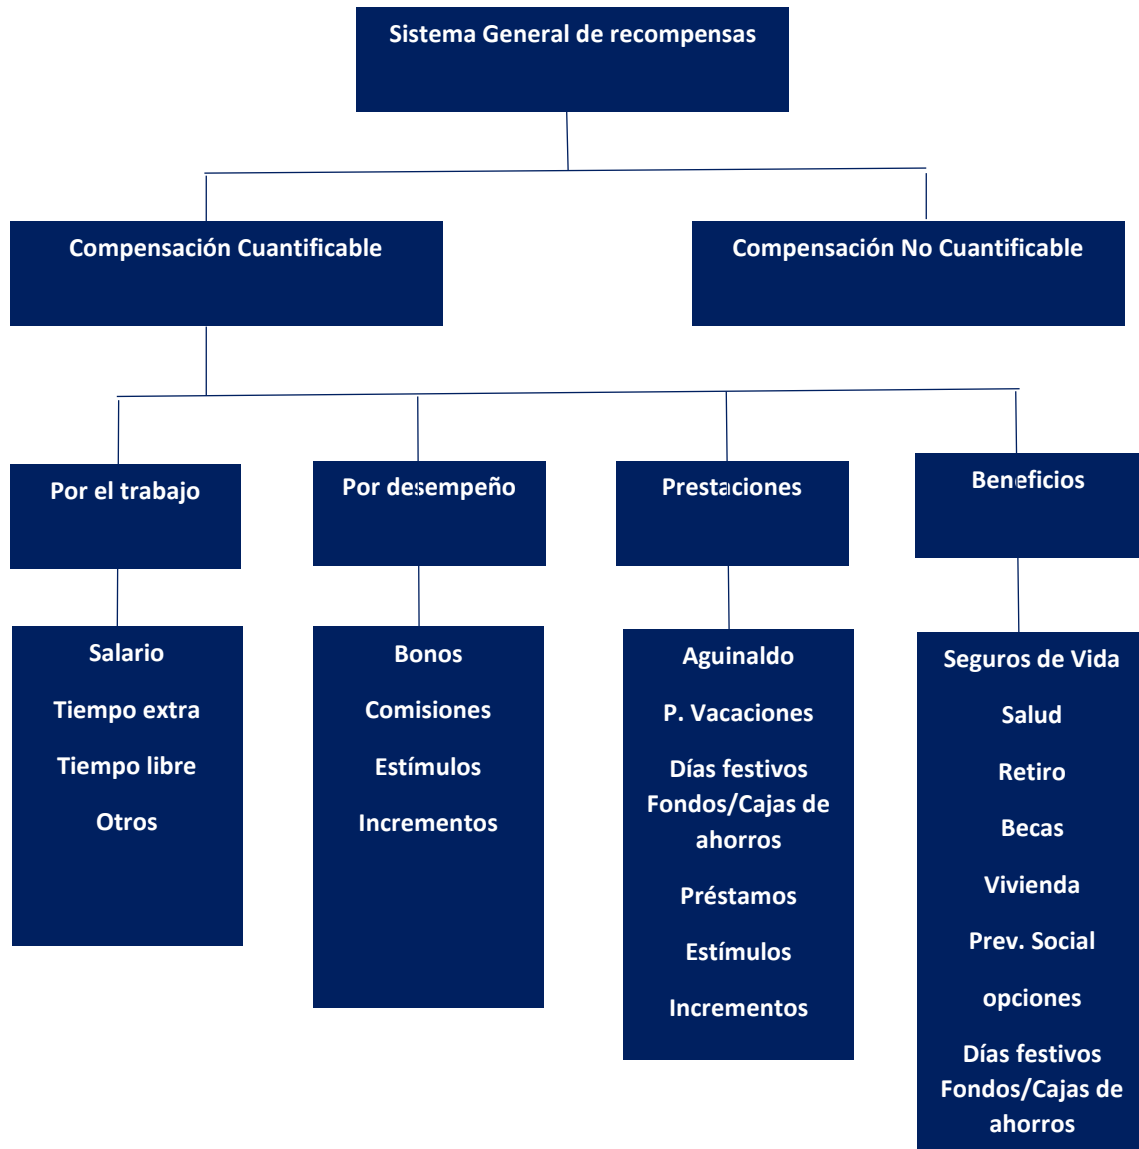 Sistema General de recompensas
Compensación Cuantificable
Compensación No Cuantificable
Por el trabajo
Por desempeño
Prestaciones
Beneficios
Salario
Tiempo extra
Tiempo libre
Otros
Bonos
Comisiones
Estímulos
Incrementos
Aguinaldo
P. Vacaciones
Días festivos
Fondos/Cajas de
ahorros
Préstamos
Estímulos
Incrementos
Seguros de Vida
Salud
Retiro
Becas
Vivienda
Prev. Social
opciones
Días festivos
Fondos/Cajas de
ahorros